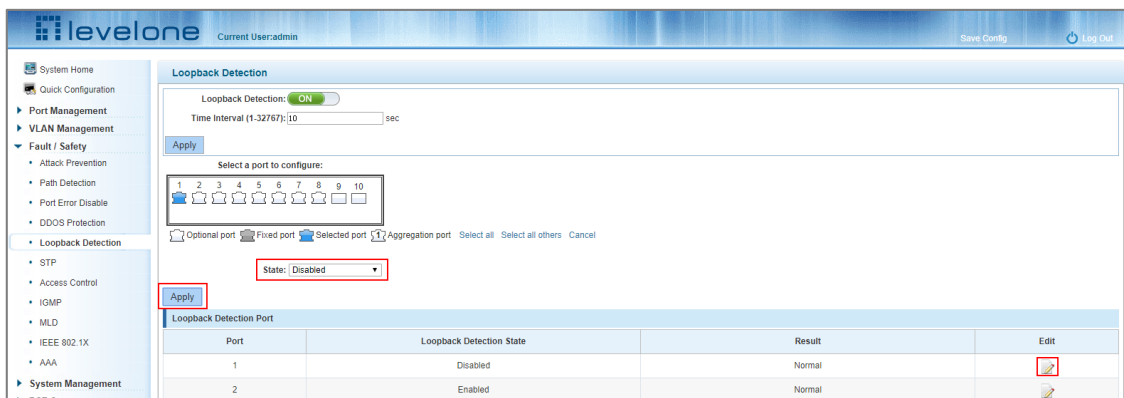 levelone Current User:admin Save Config Log Out
System Home
Quick Configuration
Port Management
VLAN Management
Fault / Safety
Attack Prevention
Path Detection
Port Error Disable
DDOS Protection
Loopback Detection
STP
Access Control
IGMP
MLD
IEEE 802.1X
AAA
System Management
Loopback Detection
Loopback Detection: ON
Time Interval (1-32767): 10 sec
Apply
Select a port to configure:
1 2 3 4 5 6 7 8 9 10
Optional port Fixed port Selected port 1 Aggregation port Select all Select all others Cancel
State: Disabled
Apply
Loopback Detection Port
Port Loopback Detection State Result Edit
1 Disabled Normal
2 Enabled Normal